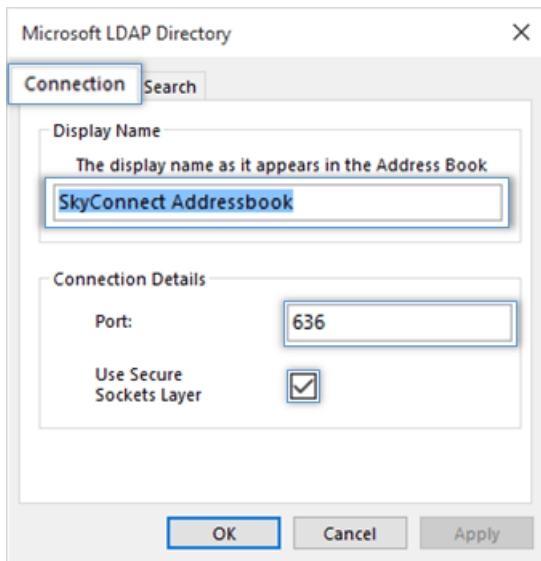 Microsoft LDAP Directory
Connection Search
Display Name
The display name as it appears in the Address Book
SkyConnect Addressbook
Connection Details
Port: 636
Use Secure
Sockets Layer
OK Cancel Apply